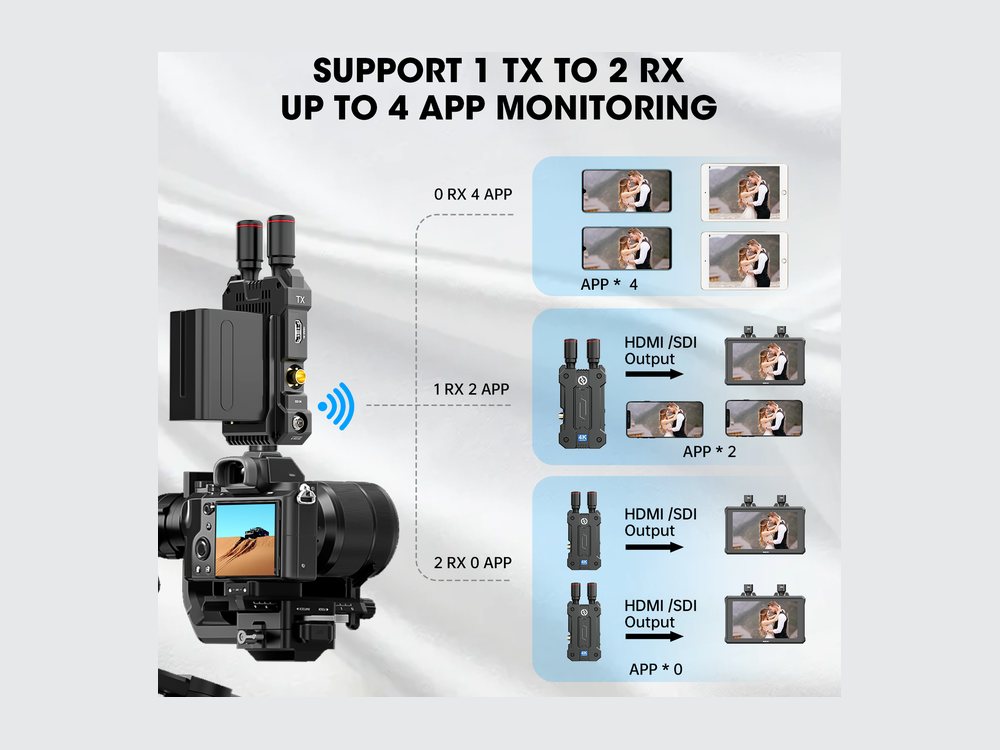 SUPPORT 1 TX TO 2 RX
UP TO 4 APP MONITORING
0 RX 4 APP
APP * 4
TX
HDMI /SDI
Output
4K
1 RX 2 APP
APP * 2
HDMI /SDI
Output
4K
2 RX 0 APP
HDMI /SDI
Output
4K
APP * 0